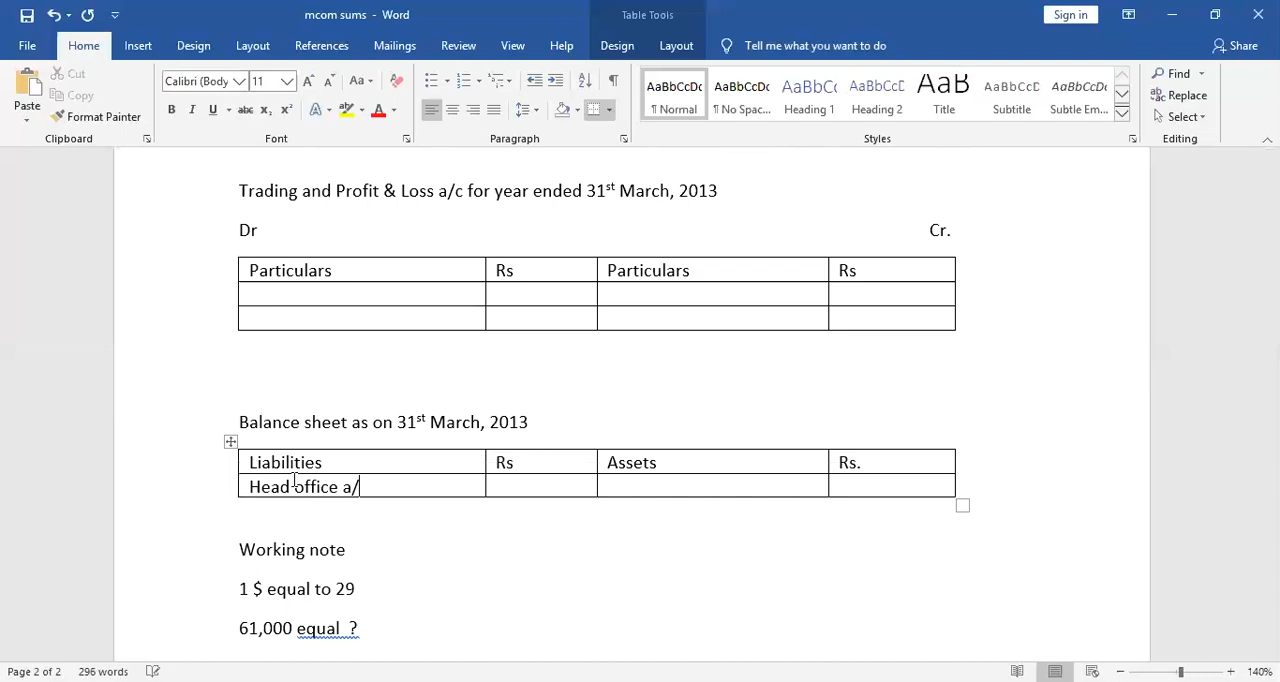 mcom sums - Word
Table Tools
Sign in
File Home Insert Design Layout References Mailings Review View Help Design Layout Tell me what you want to do Share
Paste
Cut
Copy
Format Painter
Calibri (Body 11
Aa
B I U abc x₂ x² A A
AaBbCcDc AaBbCcDc AaBbCc AaBbCcD AaB AaBbCcD AaBbCcDc
¶ Normal ¶ No Spac... Heading 1 Heading 2 Title Subtitle Subtle Em...
Find
Replace
Select
Clipboard Font Paragraph Styles Editing
Trading and Profit & Loss a/c for year ended 31st March, 2013
Dr Cr.
Particulars Rs Particulars Rs
Balance sheet as on 31st March, 2013
Liabilities Rs Assets Rs.
Head office a/
Working note
1 $ equal to 29
61,000 equal ?
Page 2 of 2 296 words 140%